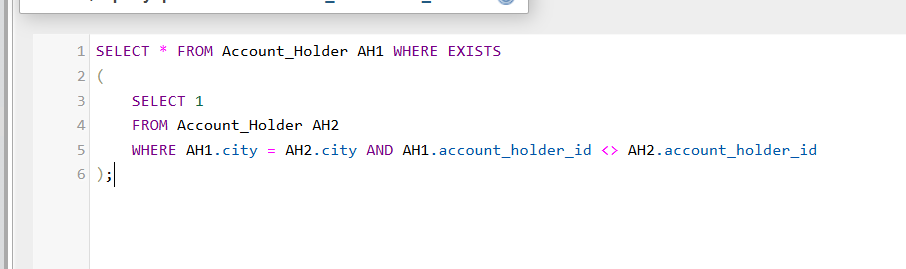 1 SELECT * FROM Account_Holder AH1 WHERE EXISTS
2 (
3 SELECT 1
4 FROM Account_Holder AH2
5 WHERE AH1.city = AH2.city AND AH1.account_holder_id <> AH2.account_holder_id
6 );